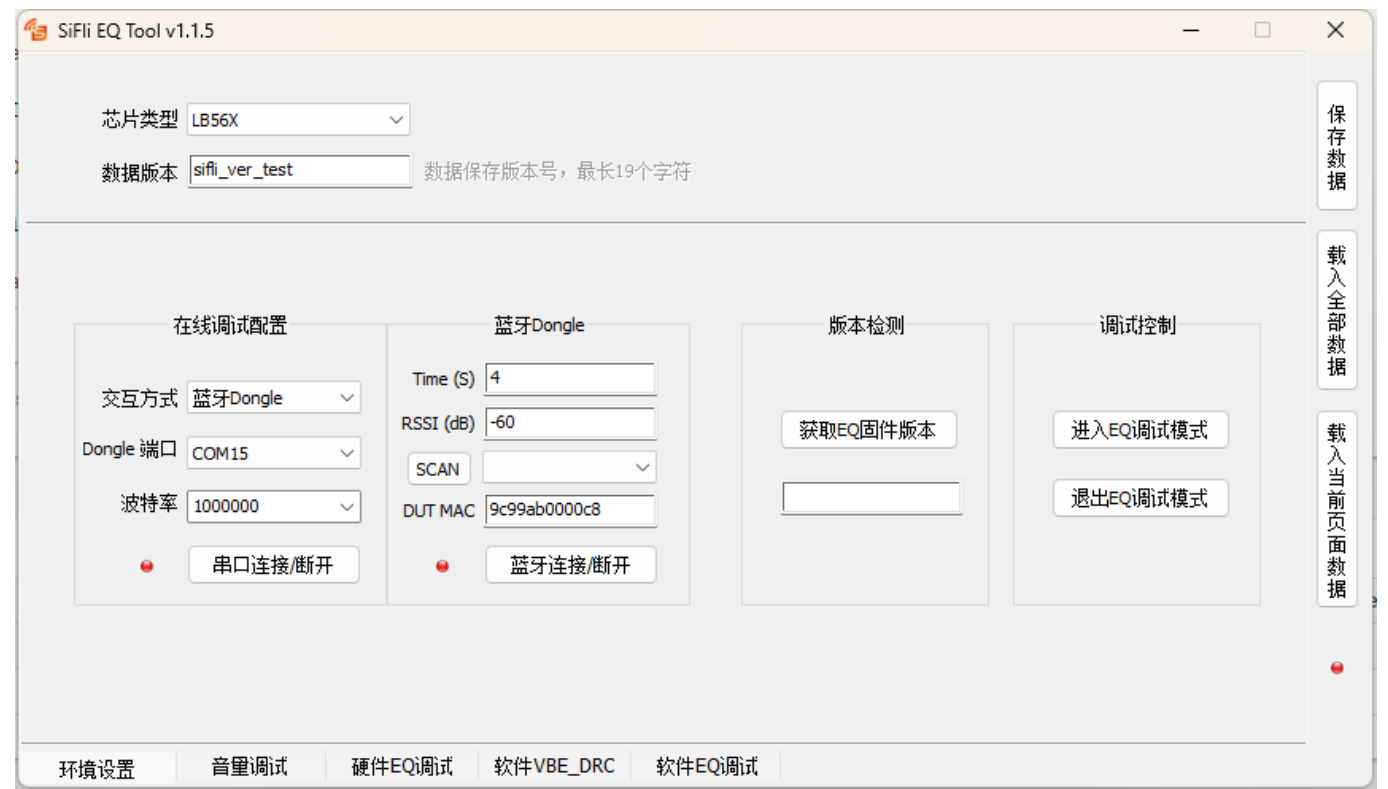 SiFli EQ Tool v1.1.5
芯片类型 LB56X
数据版本 sifli_ver_test 数据保存版本号，最长19个字符
在线调试配置
交互方式 蓝牙Dongle
Dongle 端口 COM15
波特率 1000000
串口连接/断开
蓝牙Dongle
Time (S) 4
RSSI (dB) -60
SCAN
DUT MAC 9c99ab0000c8
蓝牙连接/断开
版本检测
获取EQ固件版本
调试控制
进入EQ调试模式
退出EQ调试模式
保存数据
载入全部数据
载入当前页面数据
环境设置 音量调试 硬件EQ调试 软件VBE_DRC 软件EQ调试